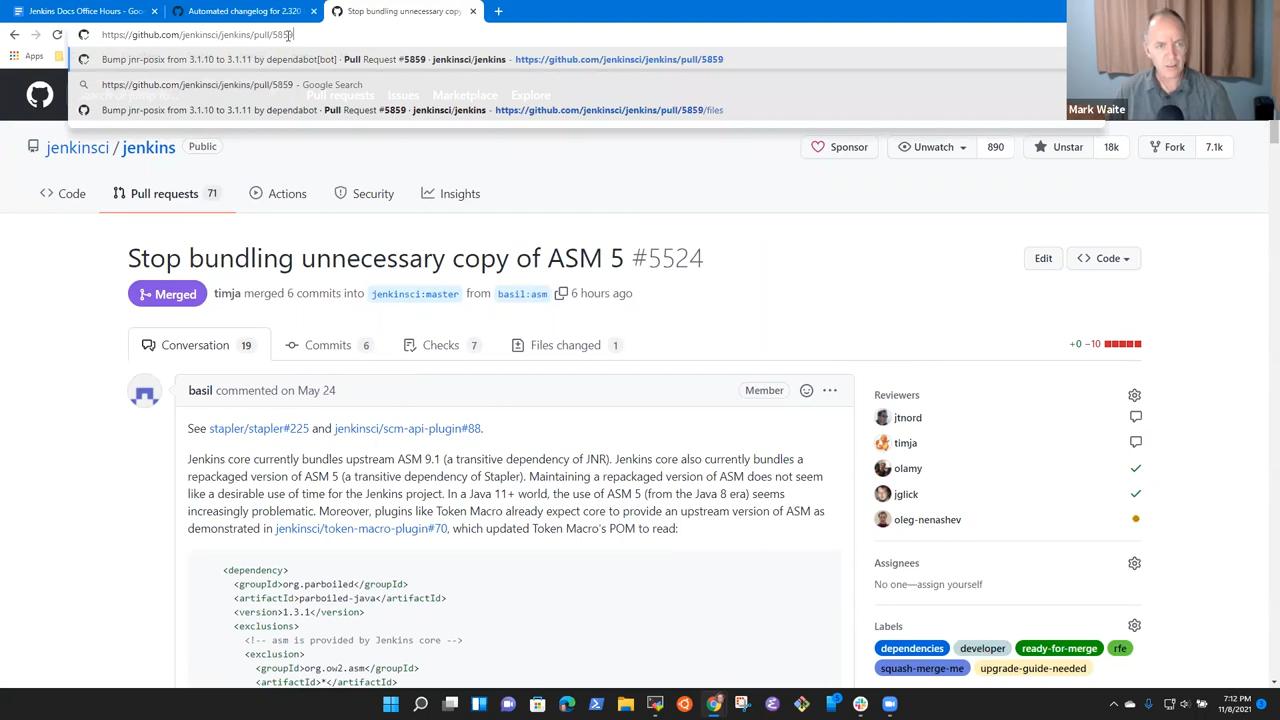 Jenkins Docs Office Hours - Goo
Automated changelog for 2.320
Stop bundling unnecessary copy
https://github.com/jenkinsci/jenkins/pull/5859
Apps
Bump jnr-posix from 3.1.10 to 3.1.11 by dependabot[bot] · Pull Request #5859 · jenkinsci/jenkins - https://github.com/jenkinsci/jenkins/pull/5859
https://github.com/jenkinsci/jenkins/pull/5859 - Google Search
Pull requests Issues Marketplace Explore
Bump jnr-posix from 3.1.10 to 3.1.11 by dependabot · Pull Request #5859 · jenkinsci/jenkins - https://github.com/jenkinsci/jenkins/pull/5859/files
Mark Waite
jenkinsci / jenkins Public
Sponsor Unwatch 890 Unstar 18k Fork 7.1k
Code Pull requests 71 Actions Security Insights
Stop bundling unnecessary copy of ASM 5 #5524
Edit Code
Merged timja merged 6 commits into jenkinsci:master from basil:asm 6 hours ago
Conversation 19 Commits 6 Checks 7 Files changed 1 +0 −10
basil commented on May 24 Member
See stapler/stapler#225 and jenkinsci/scm-api-plugin#88.
Jenkins core currently bundles upstream ASM 9.1 (a transitive dependency of JNR). Jenkins core also currently bundles a
repackaged version of ASM 5 (a transitive dependency of Stapler). Maintaining a repackaged version of ASM does not seem
like a desirable use of time for the Jenkins project. In a Java 11+ world, the use of ASM 5 (from the Java 8 era) seems
increasingly problematic. Moreover, plugins like Token Macro already expect core to provide an upstream version of ASM as
demonstrated in jenkinsci/token-macro-plugin#70, which updated Token Macro's POM to read:
<dependency>
<groupId>org.parboiled</groupId>
<artifactId>parboiled-java</artifactId>
<version>1.3.1</version>
<exclusions>
<!-- asm is provided by Jenkins core -->
<exclusion>
<groupId>org.ow2.asm</groupId>
<artifactId>*</artifactId>
Reviewers
jtnord
timja
olamy
jglick
oleg-nenashev
Assignees
No one—assign yourself
Labels
dependencies developer ready-for-merge rfe
squash-merge-me upgrade-guide-needed
7:12 PM
11/8/2021